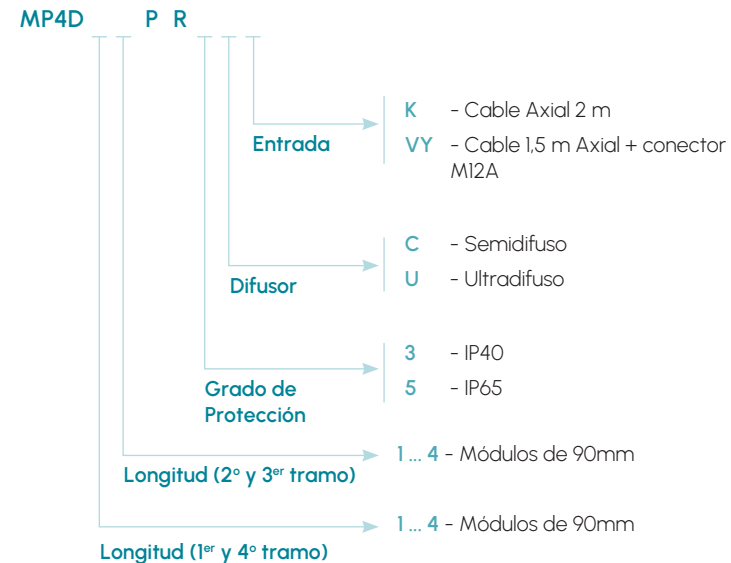 MP4D P R
K - Cable Axial 2 m
Entrada
VY - Cable 1,5 m Axial + conector
M12A
C - Semidifuso
Difusor
U - Ultradifuso
3 - IP40
Grado de
Protección
5 - IP65
1 ... 4 - Módulos de 90mm
Longitud (2º y 3er tramo)
1 ... 4 - Módulos de 90mm
Longitud (1er y 4º tramo)